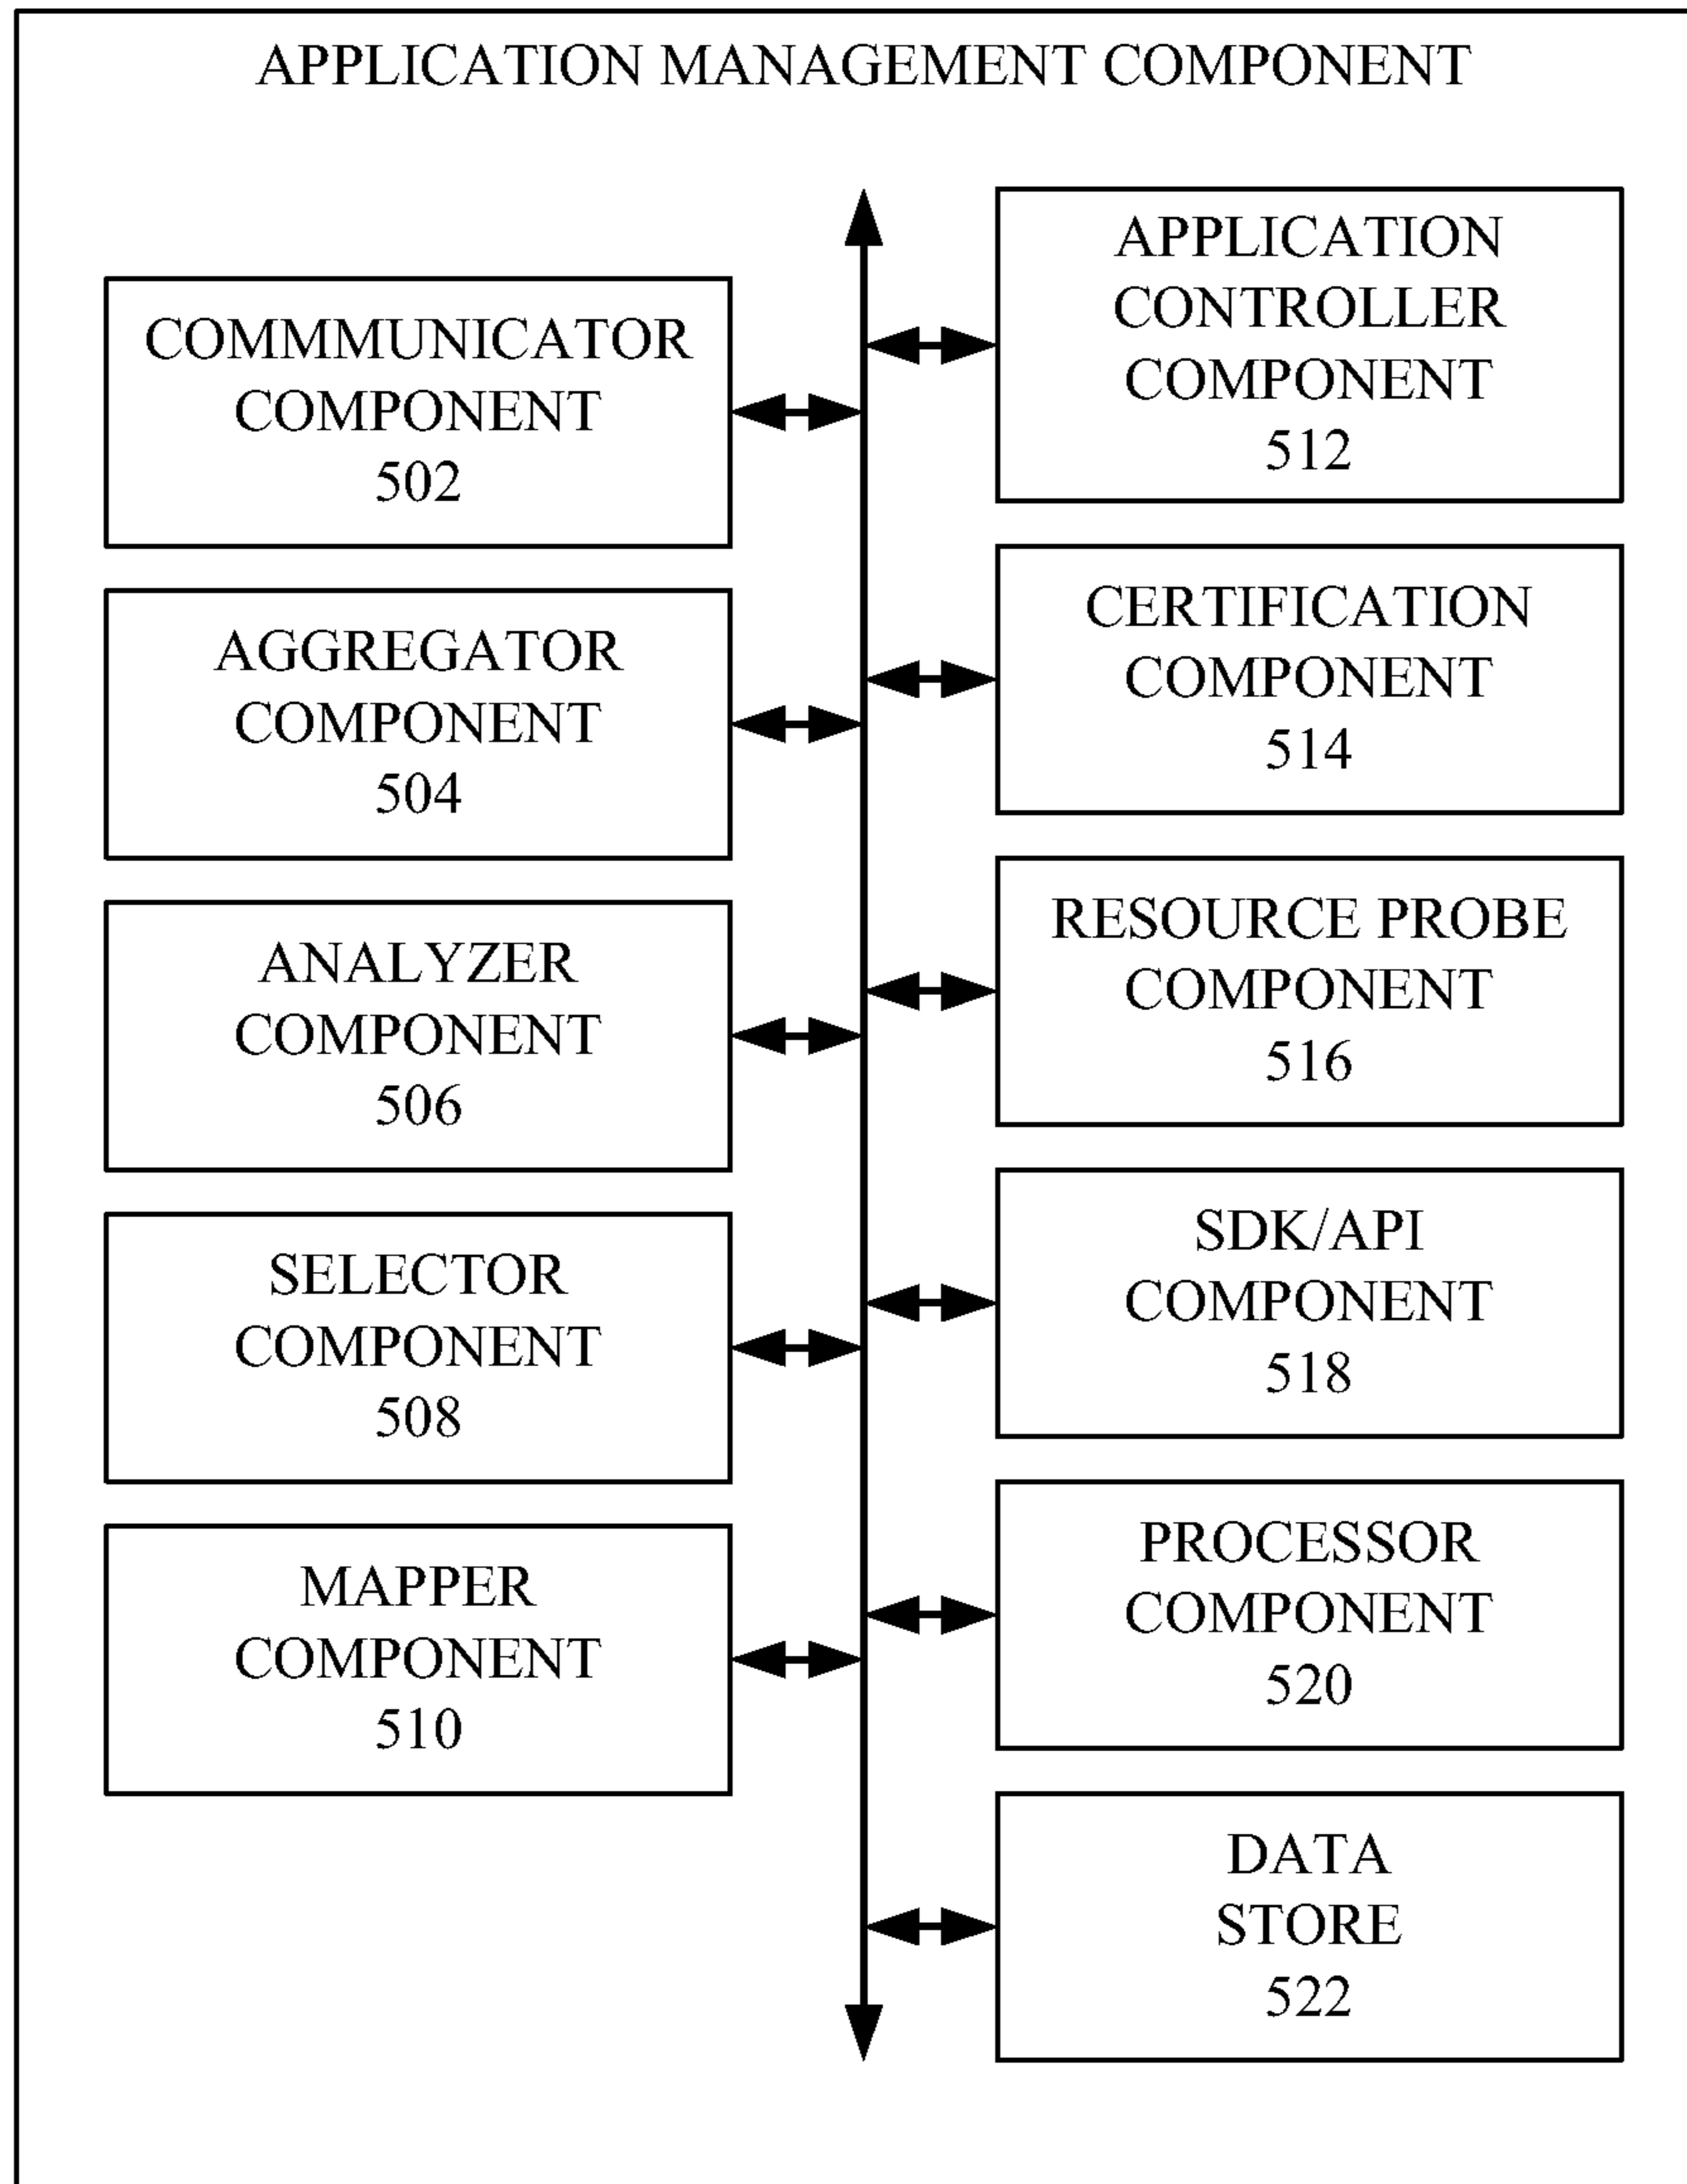 APPLICATION MANAGEMENT COMPONENT
COMMMUNICATOR
COMPONENT
502
AGGREGATOR
COMPONENT
504
ANALYZER
COMPONENT
506
SELECTOR
COMPONENT
508
MAPPER
COMPONENT
510
APPLICATION
CONTROLLER
COMPONENT
512
CERTIFICATION
COMPONENT
514
RESOURCE PROBE
COMPONENT
516
SDK/API
COMPONENT
518
PROCESSOR
COMPONENT
520
DATA
STORE
522